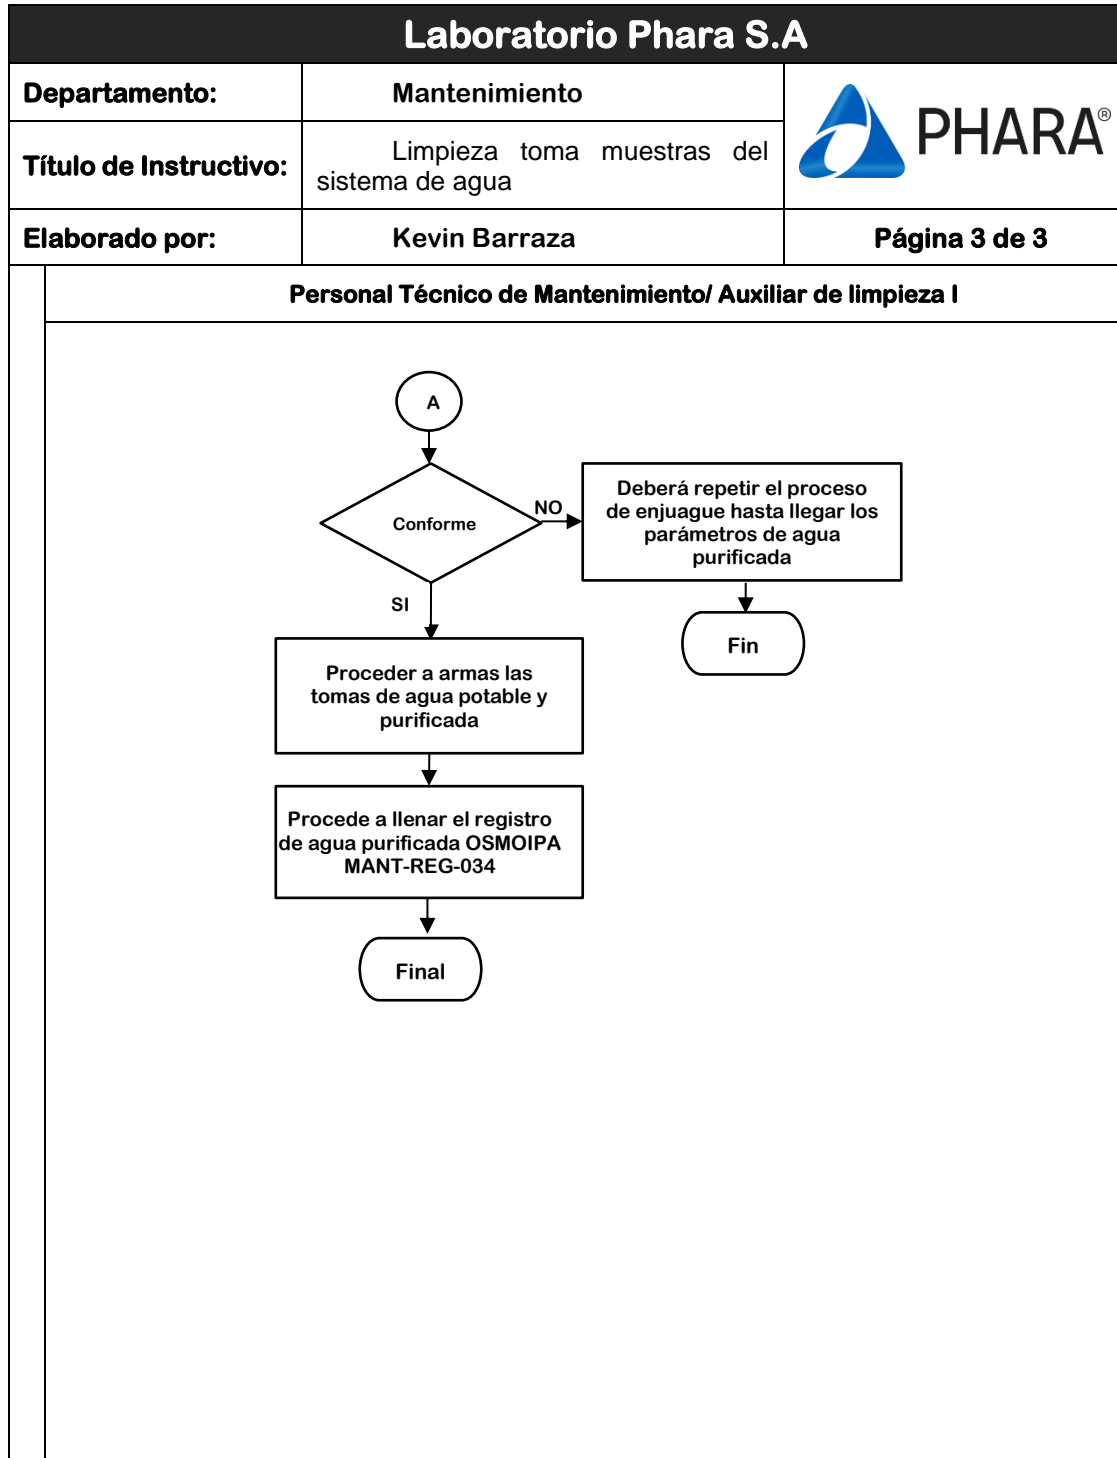 Laboratorio Phara S.A
Departamento:
Mantenimiento
PHARA®
Título de Instructivo:
Limpieza toma muestras del
sistema de agua
Elaborado por:
Kevin Barraza
Página 3 de 3
Personal Técnico de Mantenimiento/ Auxiliar de limpieza I
A
Conforme
NO
Deberá repetir el proceso
de enjuague hasta llegar los
parámetros de agua
purificada
SI
Fin
Proceder a armas las
tomas de agua potable y
purificada
Procede a llenar el registro
de agua purificada OSMOIPA
MANT-REG-034
Final